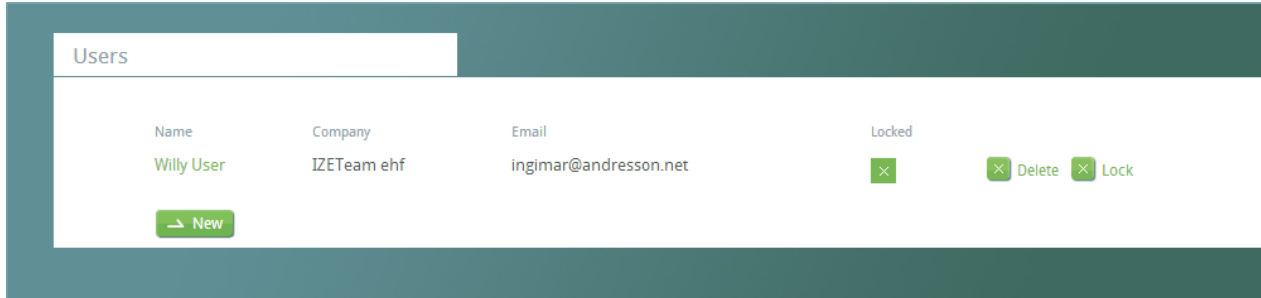 Users
Name Company Email Locked
Willy User IZETeam ehf ingimar@andresson.net Delete Lock
New